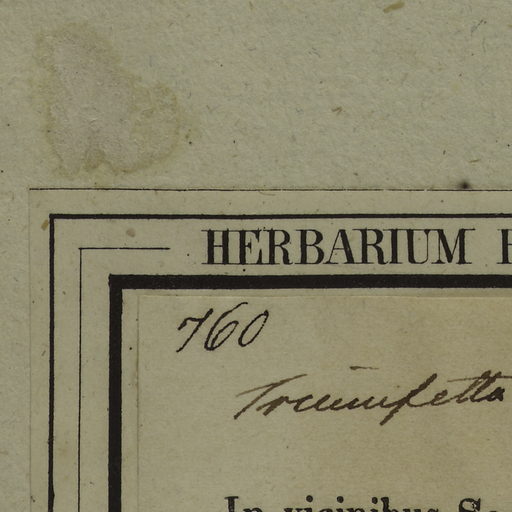 HERBARIUM
760
Triumfetta
In vicinibus